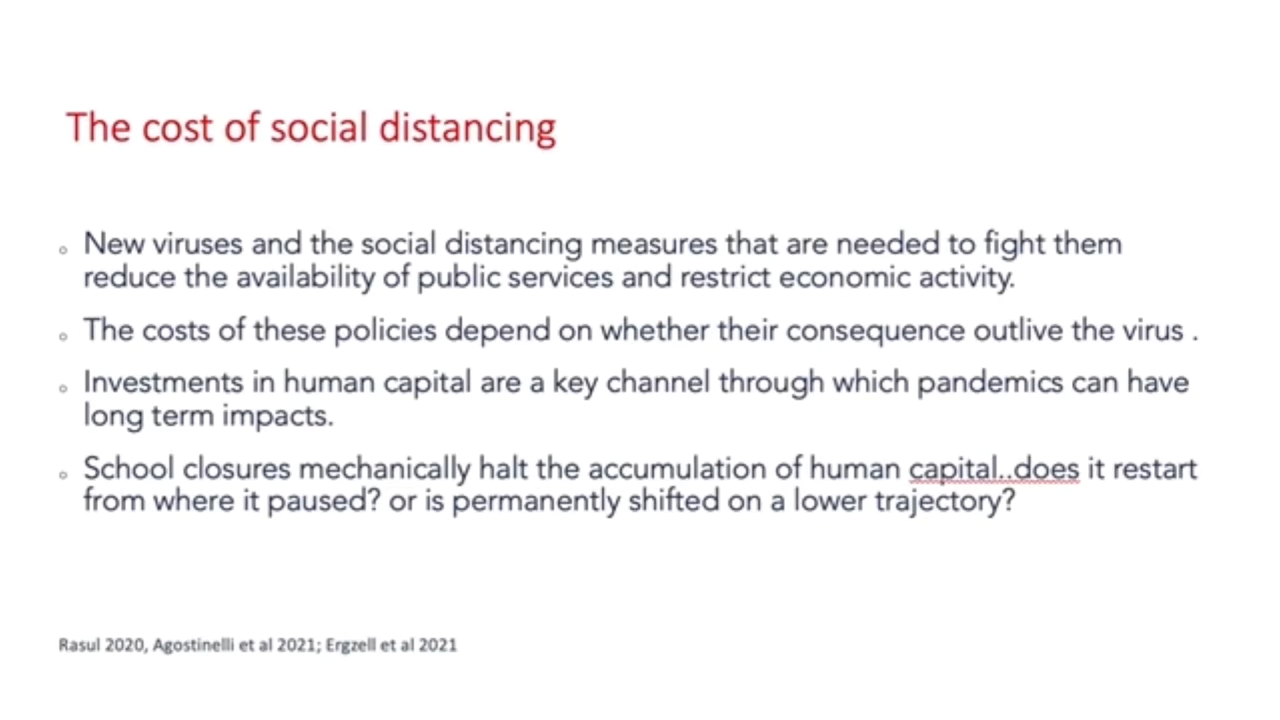 The cost of social distancing
New viruses and the social distancing measures that are needed to fight them
reduce the availability of public services and restrict economic activity.
The costs of these policies depend on whether their consequence outlive the virus .
Investments in human capital are a key channel through which pandemics can have
long term impacts.
School closures mechanically halt the accumulation of human capital..does it restart
from where it paused? or is permanently shifted on a lower trajectory?
Rasul 2020, Agostinelli et al 2021; Ergzell et al 2021